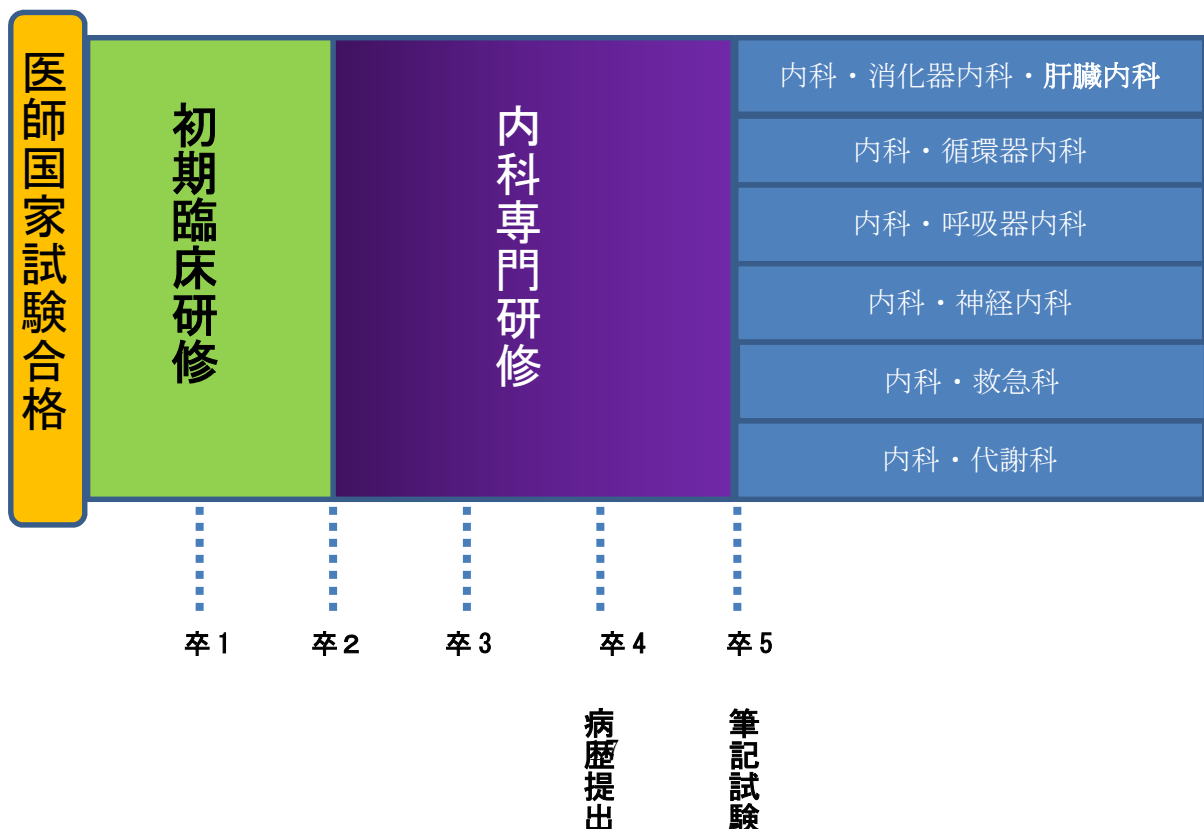 医師国家試験合格
初期臨床研修
内科専門研修
内科・消化器内科・肝臓内科
内科・循環器内科
内科・呼吸器内科
内科・神経内科
内科・救急科
内科・代謝科
卒1
卒2
卒3
卒4
卒5
病歴提出
筆記試験